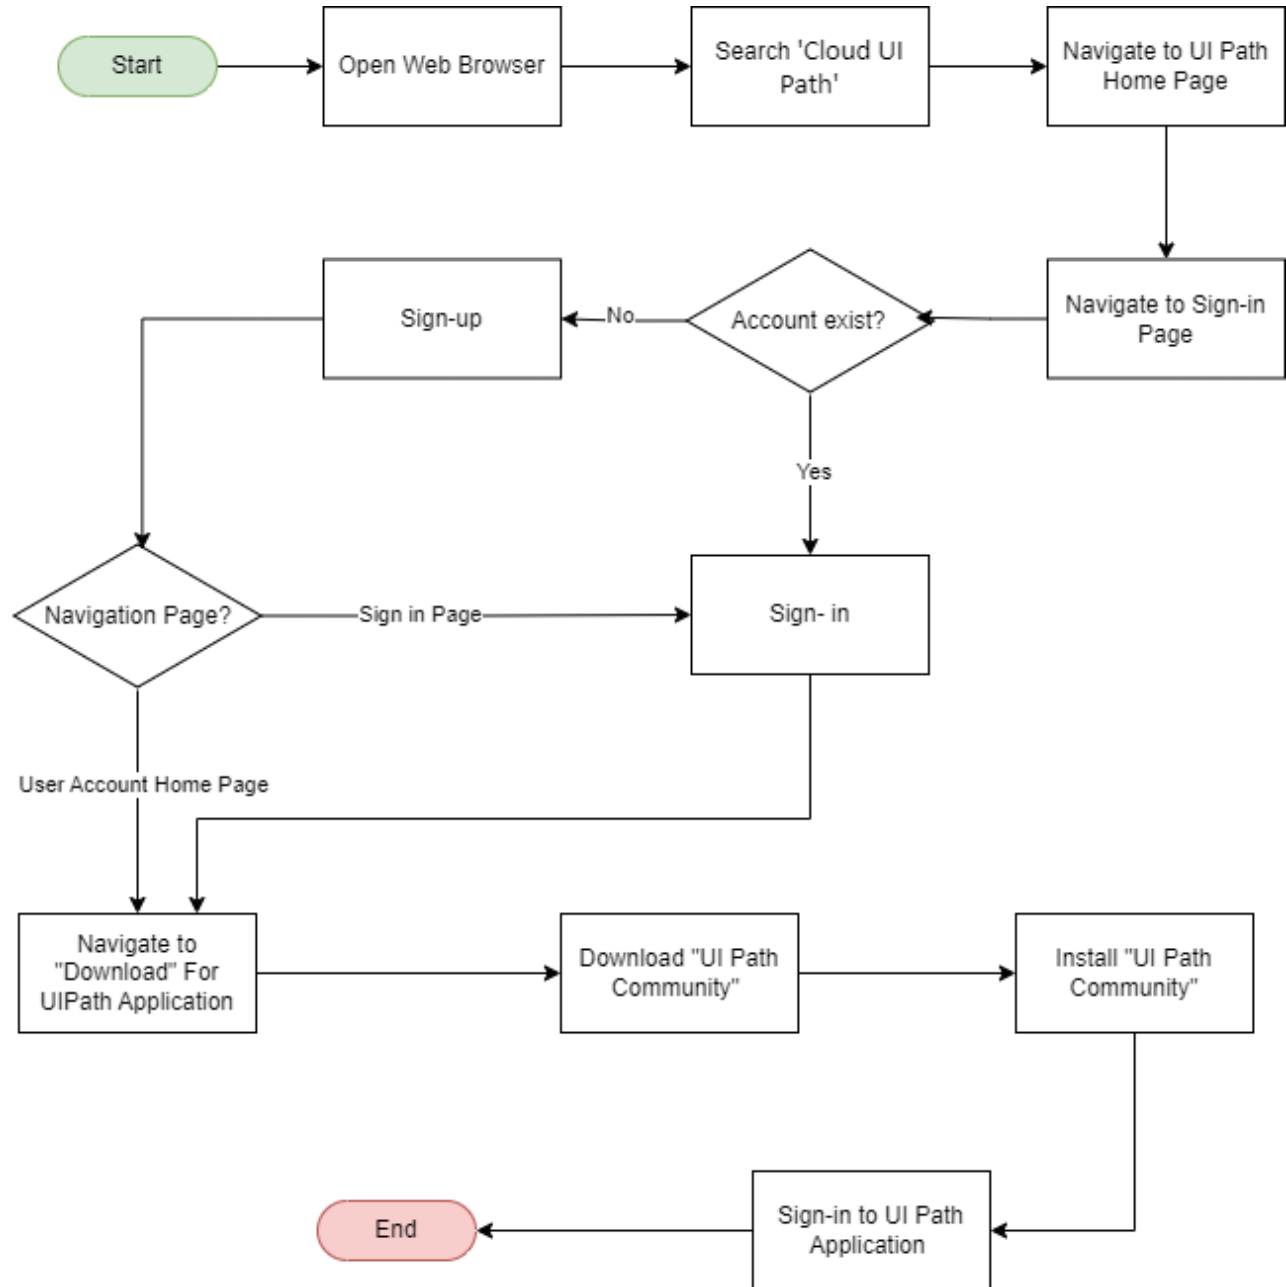 Start
Open Web Browser
Search 'Cloud UI
Path'
Navigate to UI Path
Home Page
Sign-up
No
Account exist?
Navigate to Sign-in
Page
Yes
Navigation Page?
Sign in Page
Sign- in
User Account Home Page
Navigate to
"Download" For
UIPath Application
Download "UI Path
Community"
Install "UI Path
Community"
End
Sign-in to UI Path
Application